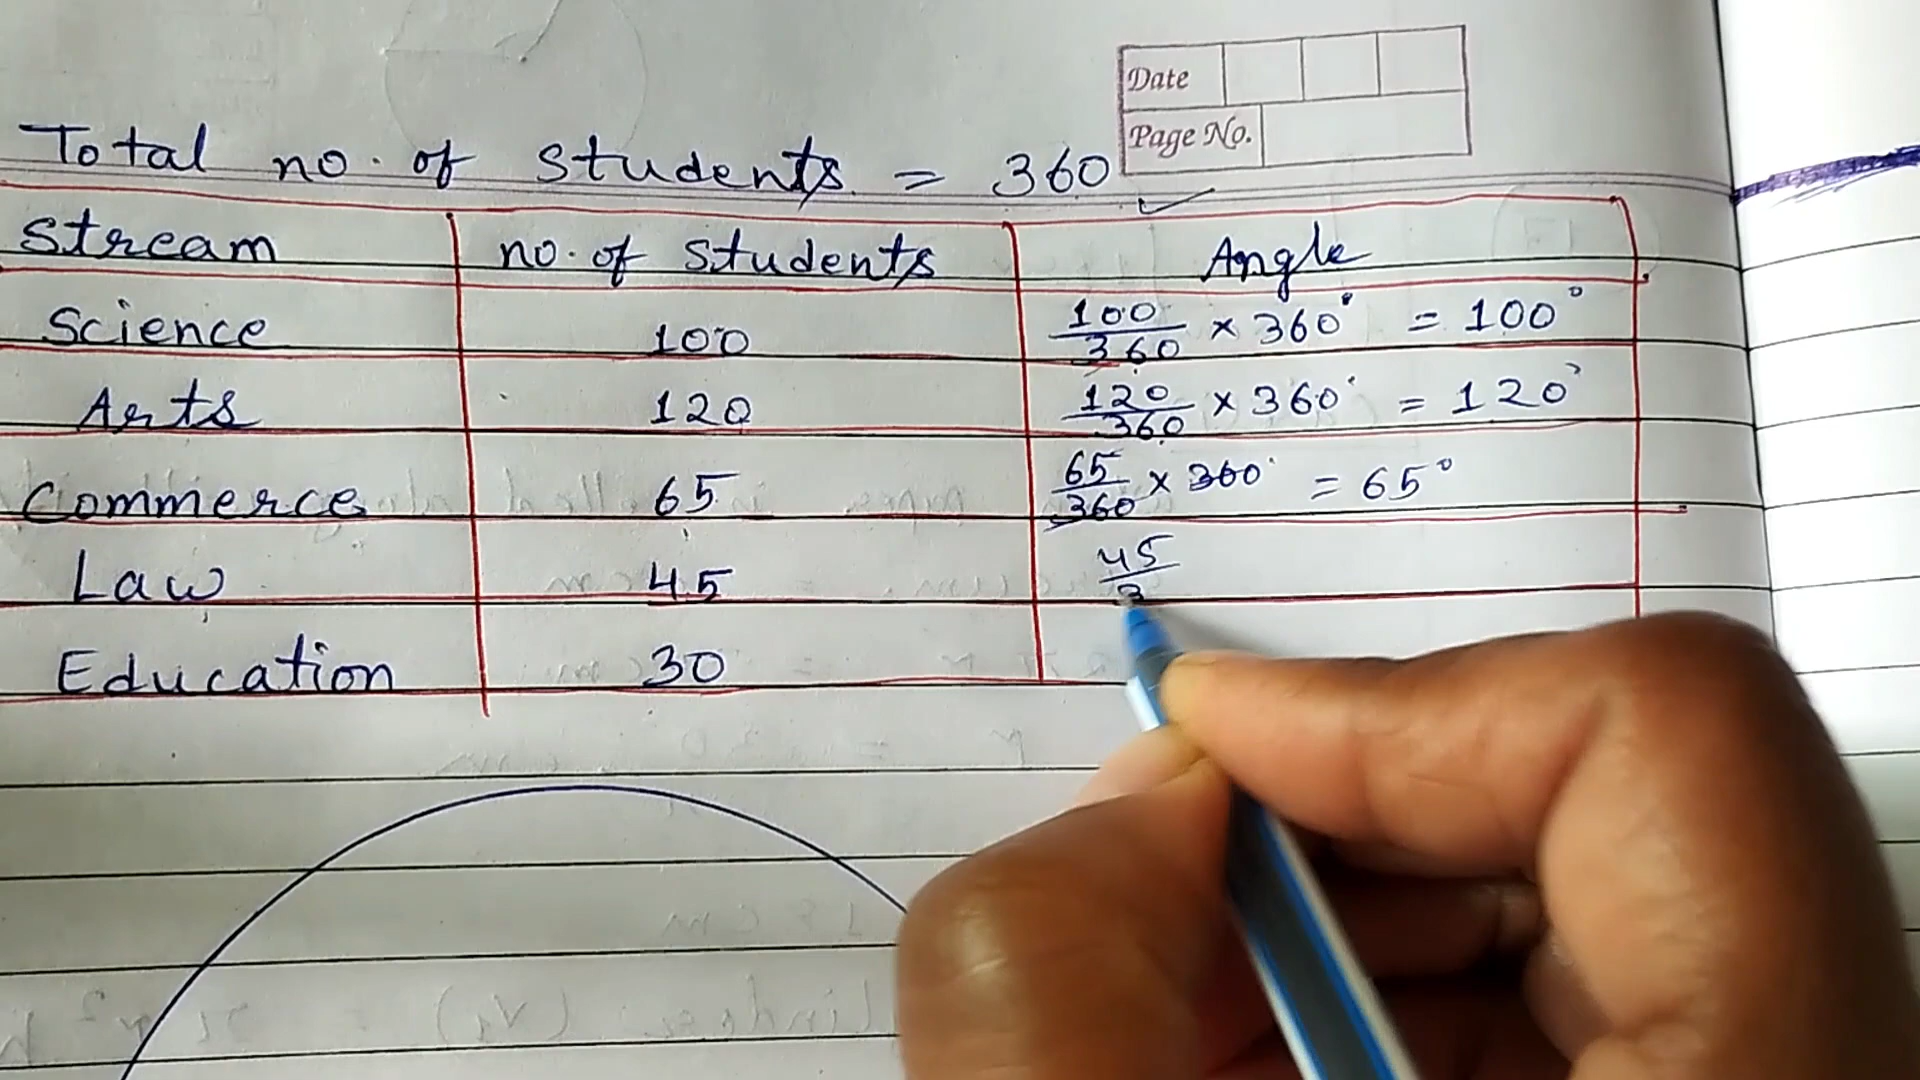 Date
Page No.
Total no. of students = 360
Stream no. of students Angle
Science 100 100/360 × 360° = 100°
Arts 120 120/360 × 360° = 120°
Commerce 65 65/360 × 360° = 65°
Law 45 45/3
Education 30